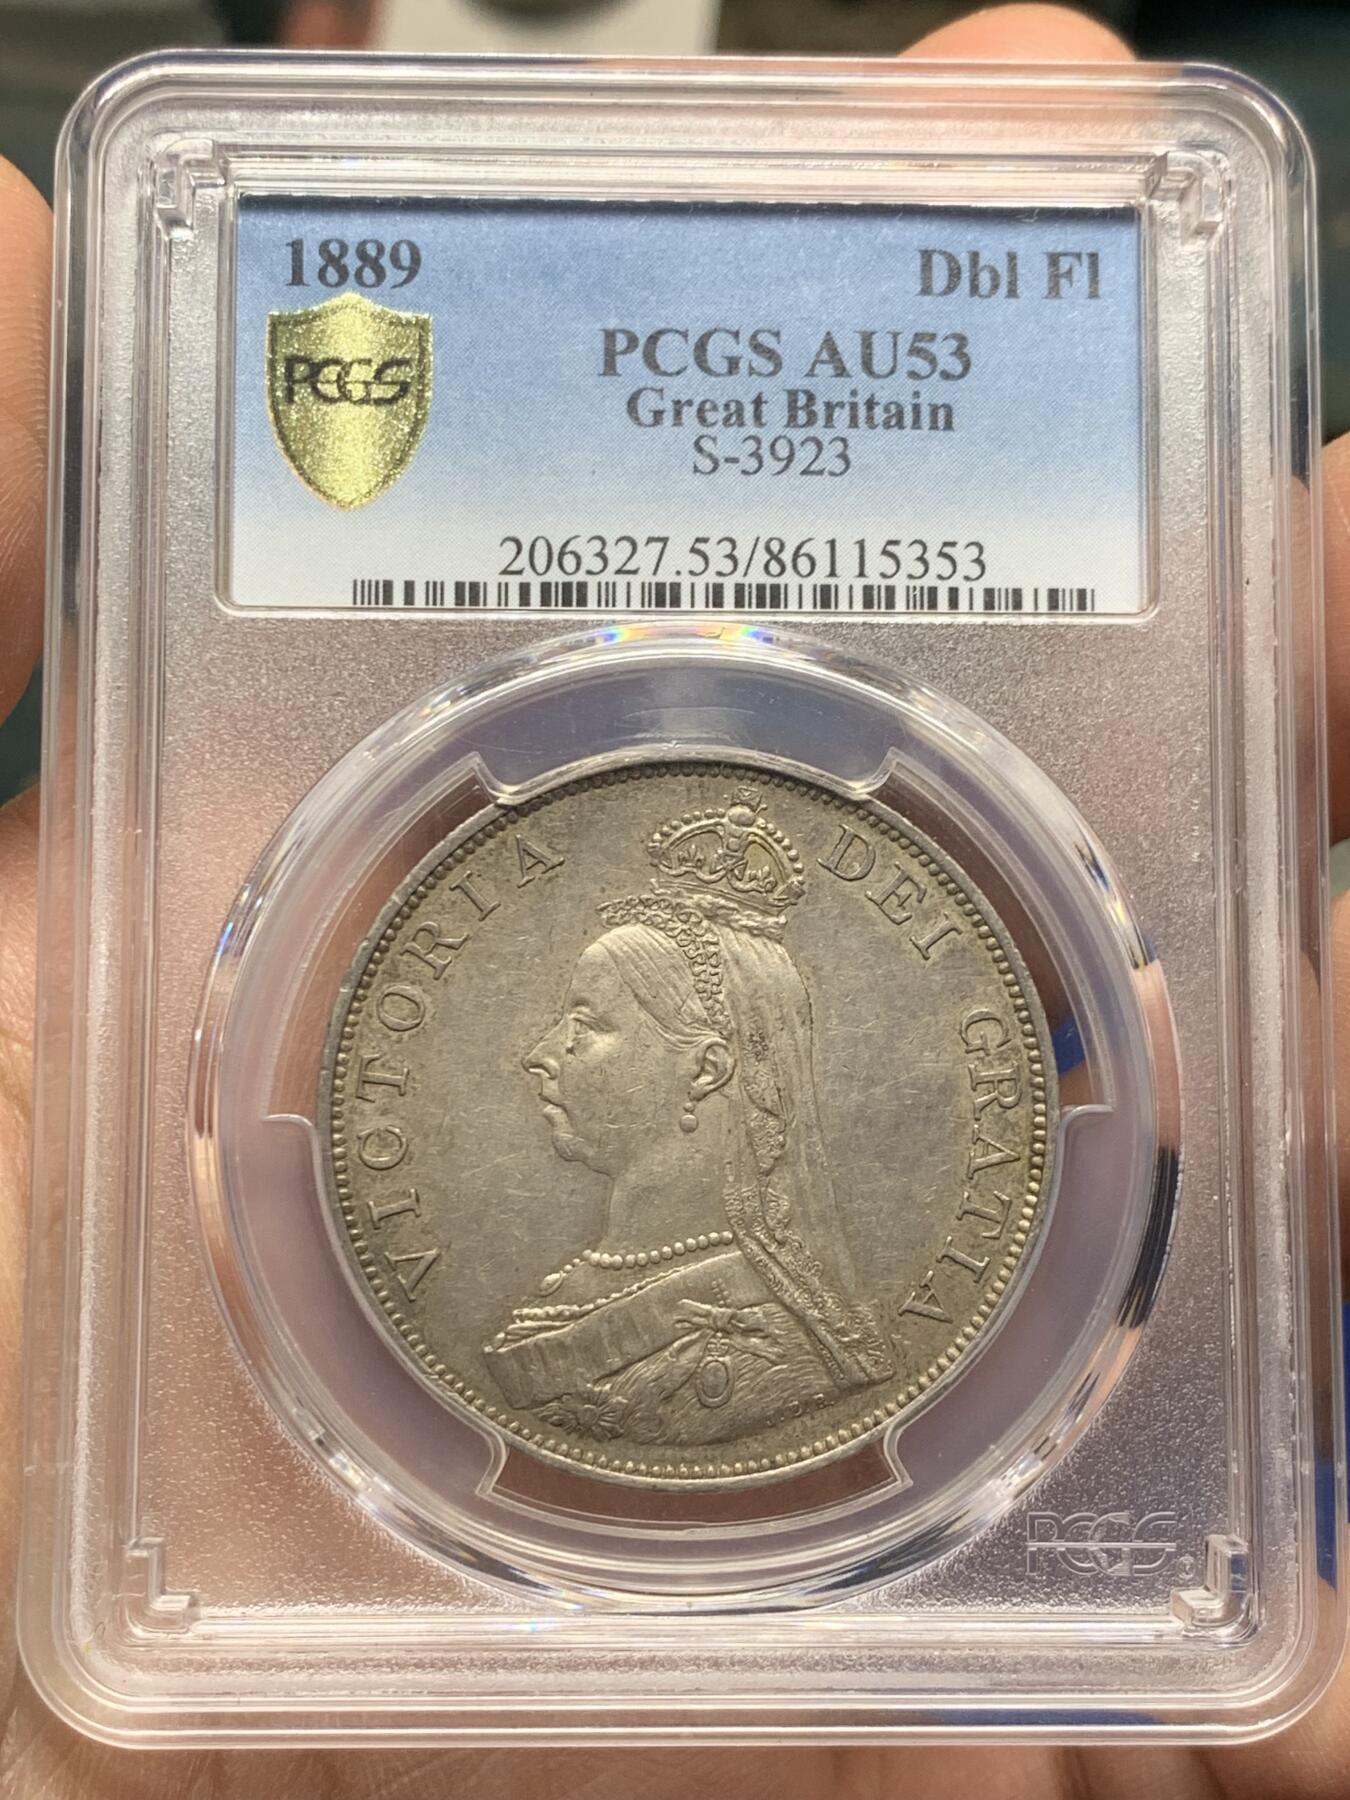 1889 Dbl Fl
PCGS
PCGS AU53
Great Britain
S-3923
206327.53/86115353
VICTORIA DEI GRATIA
J.E.B.
PCGS